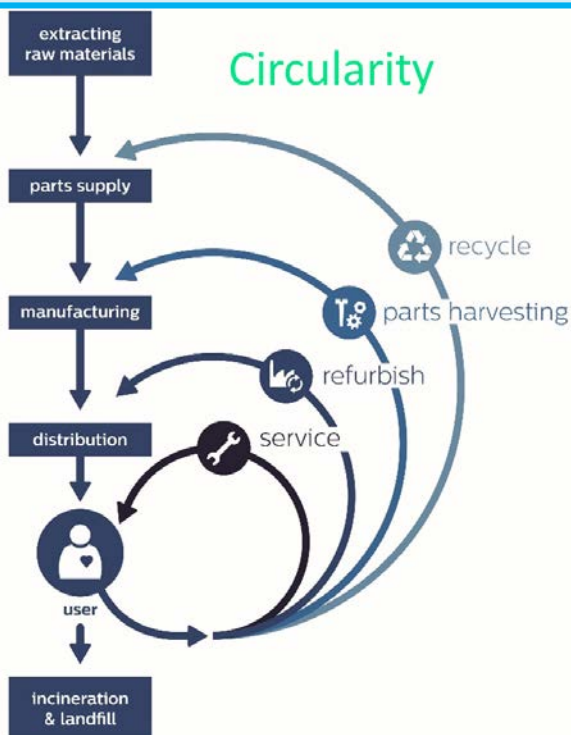 extracting
raw materials
Circularity
parts supply
recycle
manufacturing
parts harvesting
refurbish
distribution
service
user
incineration
& landfill